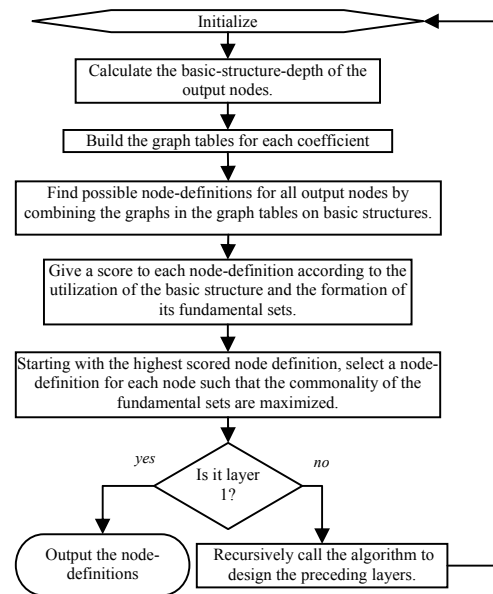 Initialize
Calculate the basic-structure-depth of the
output nodes.
Build the graph tables for each coefficient
Find possible node-definitions for all output nodes by
combining the graphs in the graph tables on basic structures.
Give a score to each node-definition according to the
utilization of the basic structure and the formation of
its fundamental sets.
Starting with the highest scored node definition, select a node-
definition for each node such that the commonality of the
fundamental sets are maximized.
yes
Is it layer
1?
no
Output the node-
definitions
Recursively call the algorithm to
design the preceding layers.